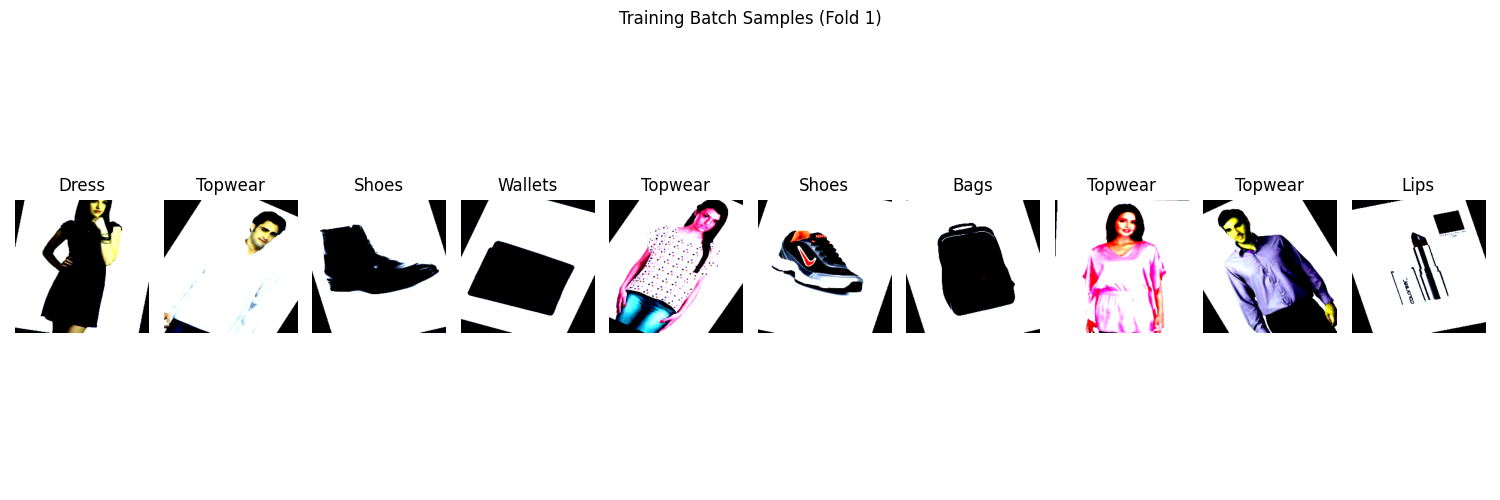 Training Batch Samples (Fold 1)
Dress
Topwear
Shoes
Wallets
Topwear
Shoes
Bags
Topwear
Topwear
Lips